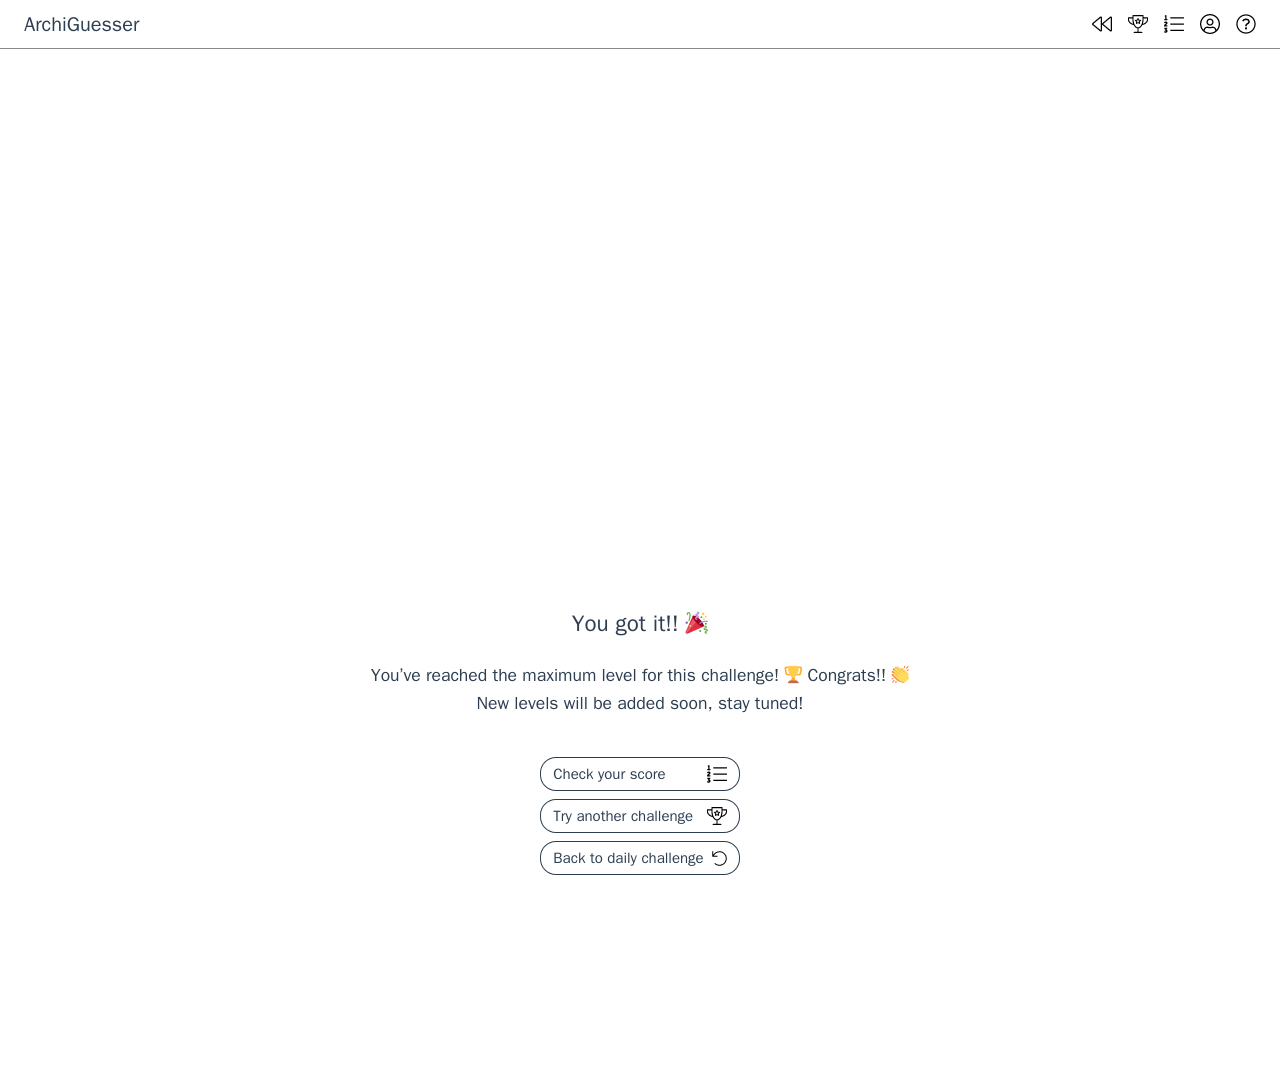 ArchiGuesser
You got it!! 🎉
You’ve reached the maximum level for this challenge! 🏆 Congrats!! 👏
New levels will be added soon, stay tuned!
Check your score
Try another challenge
Back to daily challenge